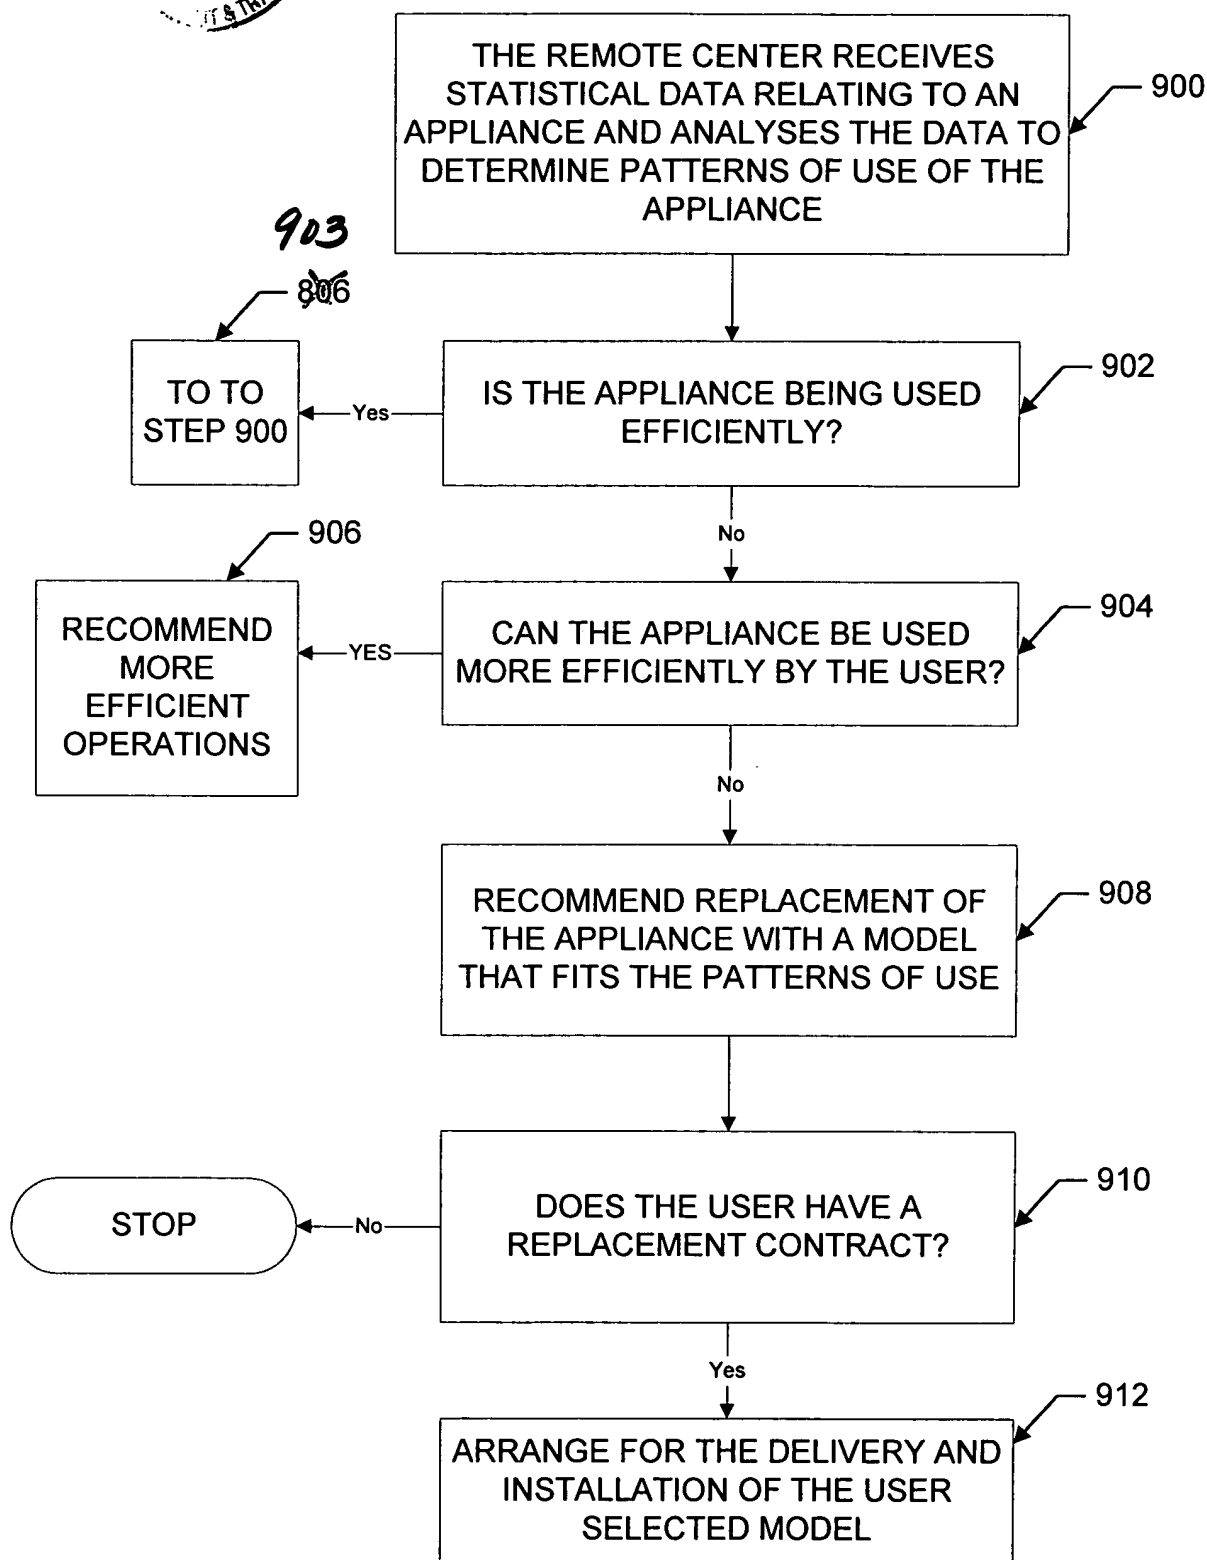 THE REMOTE CENTER RECEIVES
STATISTICAL DATA RELATING TO AN
APPLIANCE AND ANALYSES THE DATA TO
DETERMINE PATTERNS OF USE OF THE
APPLIANCE
900
903
806
TO TO
STEP 900
Yes
IS THE APPLIANCE BEING USED
EFFICIENTLY?
902
No
906
RECOMMEND
MORE
EFFICIENT
OPERATIONS
YES
CAN THE APPLIANCE BE USED
MORE EFFICIENTLY BY THE USER?
904
No
RECOMMEND REPLACEMENT OF
THE APPLIANCE WITH A MODEL
THAT FITS THE PATTERNS OF USE
908
STOP
No
DOES THE USER HAVE A
REPLACEMENT CONTRACT?
910
Yes
ARRANGE FOR THE DELIVERY AND
INSTALLATION OF THE USER
SELECTED MODEL
912